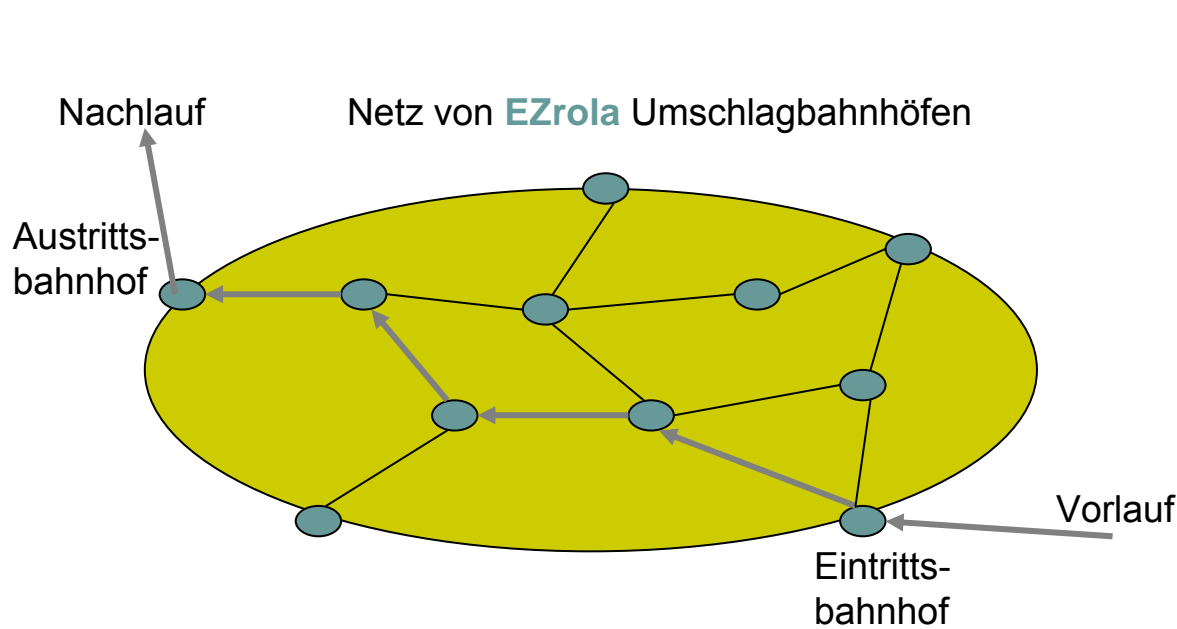 Nachlauf
Netz von EZrola Umschlagbahnhöfen
Austritts-
bahnhof
Vorlauf
Eintritts-
bahnhof